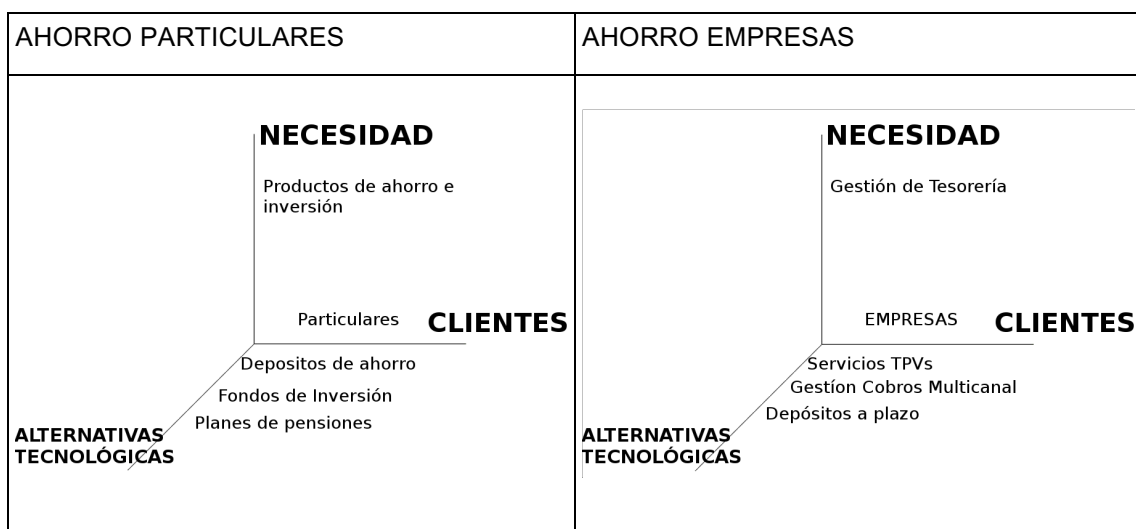 AHORRO PARTICULARES
AHORRO EMPRESAS
NECESIDAD
Productos de ahorro e
inversión
Particulares
CLIENTES
Depositos de ahorro
Fondos de Inversión
Planes de pensiones
ALTERNATIVAS
TECNOLÓGICAS
NECESIDAD
Gestión de Tesorería
EMPRESAS
CLIENTES
Servicios TPVs
Gestíon Cobros Multicanal
Depósitos a plazo
ALTERNATIVAS
TECNOLÓGICAS